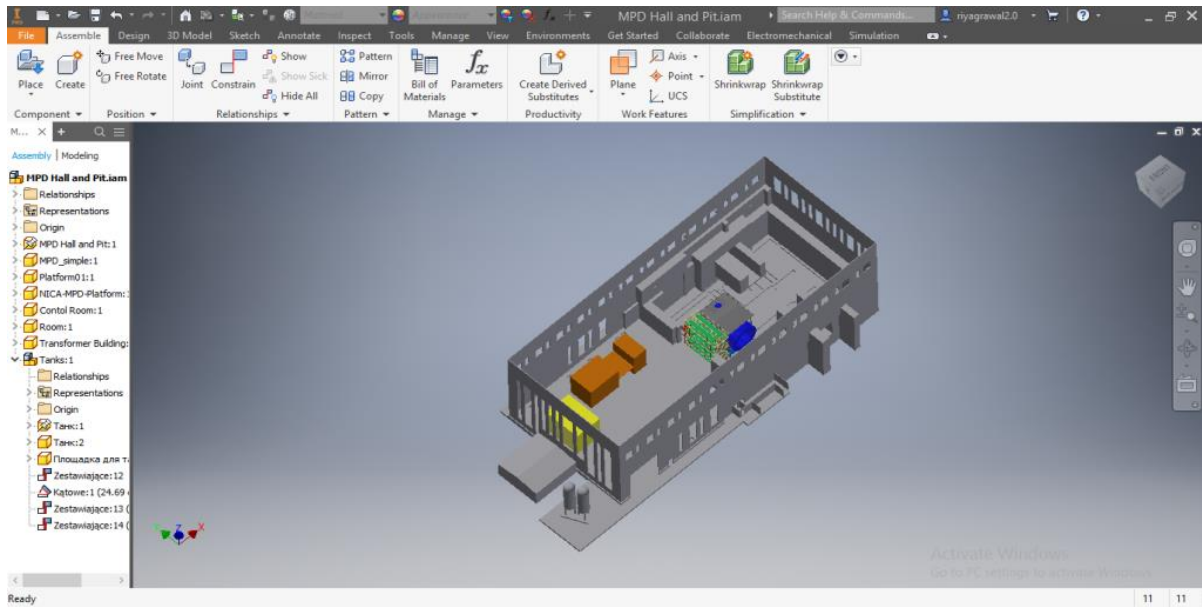 MPD Hall and Pit.iam
Search Help & Commands...
riyagrawal2.0
File Assemble Design 3D Model Sketch Annotate Inspect Tools Manage View Environments Get Started Collaborate Electromechanical Simulation
Place
Create
Free Move
Free Rotate
Joint
Constrain
Show
Show Sick
Hide All
Pattern
Mirror
Copy
Bill of
Materials
Parameters
Create Derived
Substitutes
Plane
Axis
Point
UCS
Shrinkwrap
Shrinkwrap
Substitute
Component Position Relationships Pattern Manage Productivity Work Features Simplification
M...
Assembly | Modeling
MPD Hall and Pit.iam
Relationships
Representations
Origin
MPD Hall and Pit:1
MPD_simple:1
Platform01:1
NICA-MPD-Platform:
Contol Room:1
Room:1
Transformer Building:
Tanks:1
Relationships
Representations
Origin
Танк:1
Танк:2
Площадка для т
Zestawiające:12
Kątowe:1 (24.69
Zestawiające:13 (
Zestawiające:14 (
FRONT
Z X
Activate Windows
Go to PC settings to activate Windows.
Ready
11 11